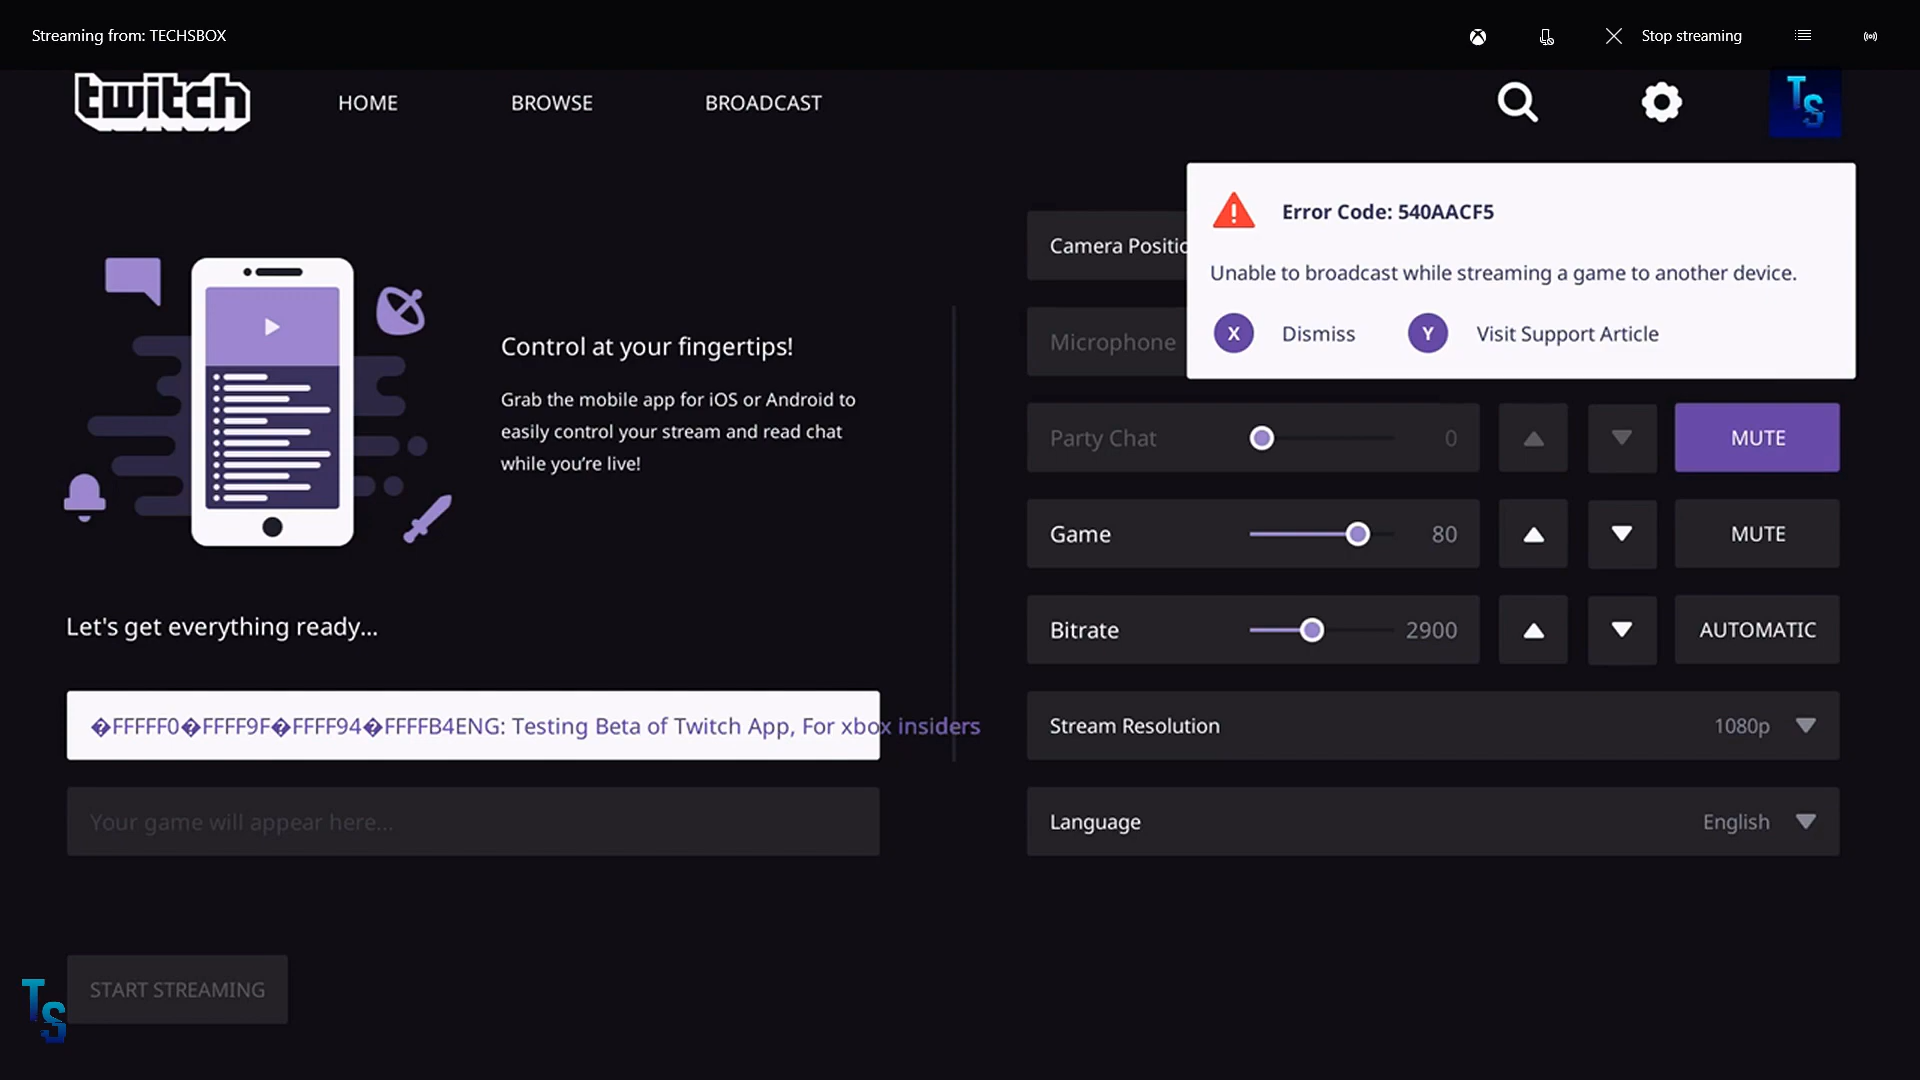 Streaming from: TECHSBOX
Stop streaming
twitch
HOME
BROWSE
BROADCAST
TS
Error Code: 540AACF5
Unable to broadcast while streaming a game to another device.
X Dismiss
Y Visit Support Article
Control at your fingertips!
Grab the mobile app for iOS or Android to
easily control your stream and read chat
while you’re live!
Let's get everything ready...
�FFFFF0�FFFF9F�FFFF94�FFFFB4ENG: Testing Beta of Twitch App, For xbox insiders
Your game will appear here...
START STREAMING
TS
Camera Positio
Microphone
Party Chat 0 MUTE
Game 80 MUTE
Bitrate 2900 AUTOMATIC
Stream Resolution 1080p
Language English